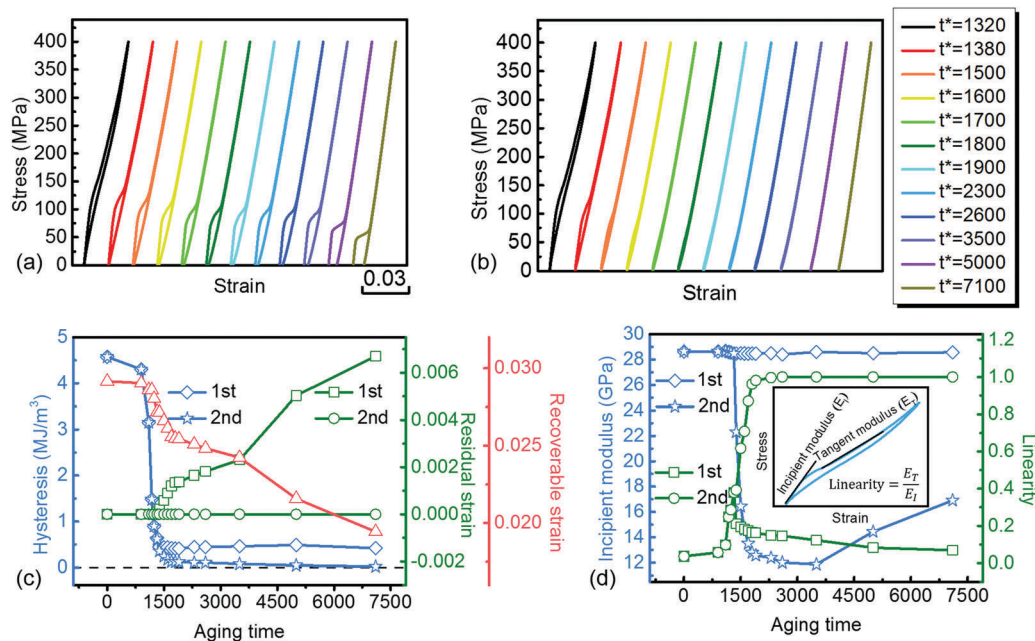 400
350
300
250
200
150
100
50
0
Stress (MPa)
(a)
Strain
0.03
400
350
300
250
200
150
100
50
0
Stress (MPa)
(b)
Strain
t*=1320
t*=1380
t*=1500
t*=1600
t*=1700
t*=1800
t*=1900
t*=2300
t*=2600
t*=3500
t*=5000
t*=7100
5
4
3
2
1
0
Hysteresis (MJ/m³)
1st
2nd
1st
2nd
0.006
0.004
0.002
0.000
-0.002
Residual strain
0.030
0.025
0.020
Recoverable strain
0 1500 3000 4500 6000 7500
(c)
Aging time
30
28
26
24
22
20
18
16
14
12
Incipient modulus (GPa)
1st
2nd
1st
2nd
Stress
Incipient modulus (E_I)
Tangent modulus (E_T)
Linearity = E_T/E_I
Strain
1.2
1.0
0.8
0.6
0.4
0.2
0.0
Linearity
0 1500 3000 4500 6000 7500
(d)
Aging time